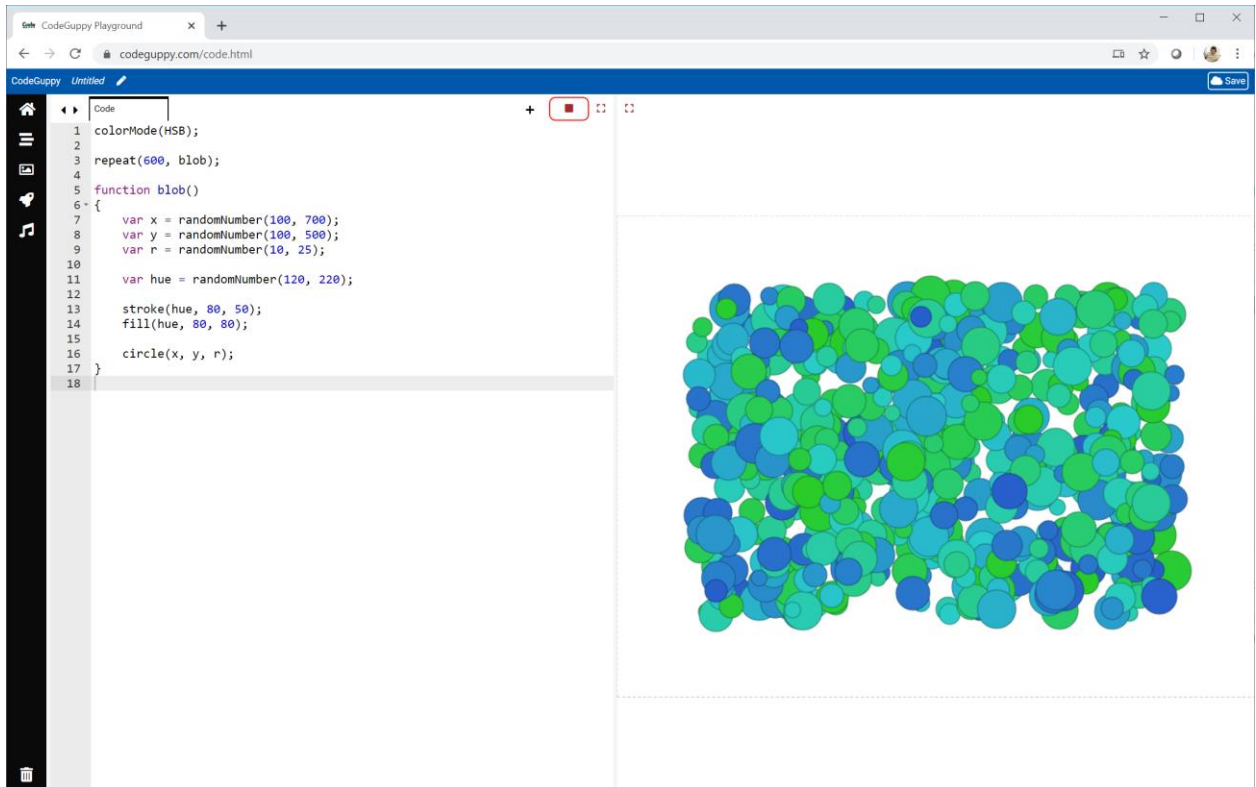 Code CodeGuppy Playground
codeguppy.com/code.html
CodeGuppy Untitled
Save
Code
1 colorMode(HSB);
2
3 repeat(600, blob);
4
5 function blob()
6 {
7 var x = randomNumber(100, 700);
8 var y = randomNumber(100, 500);
9 var r = randomNumber(10, 25);
10
11 var hue = randomNumber(120, 220);
12
13 stroke(hue, 80, 50);
14 fill(hue, 80, 80);
15
16 circle(x, y, r);
17 }
18